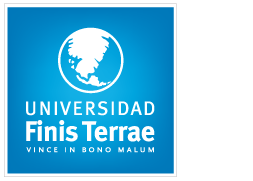 UNIVERSIDAD
Finis Terrae
VINCE IN BONO MALUM